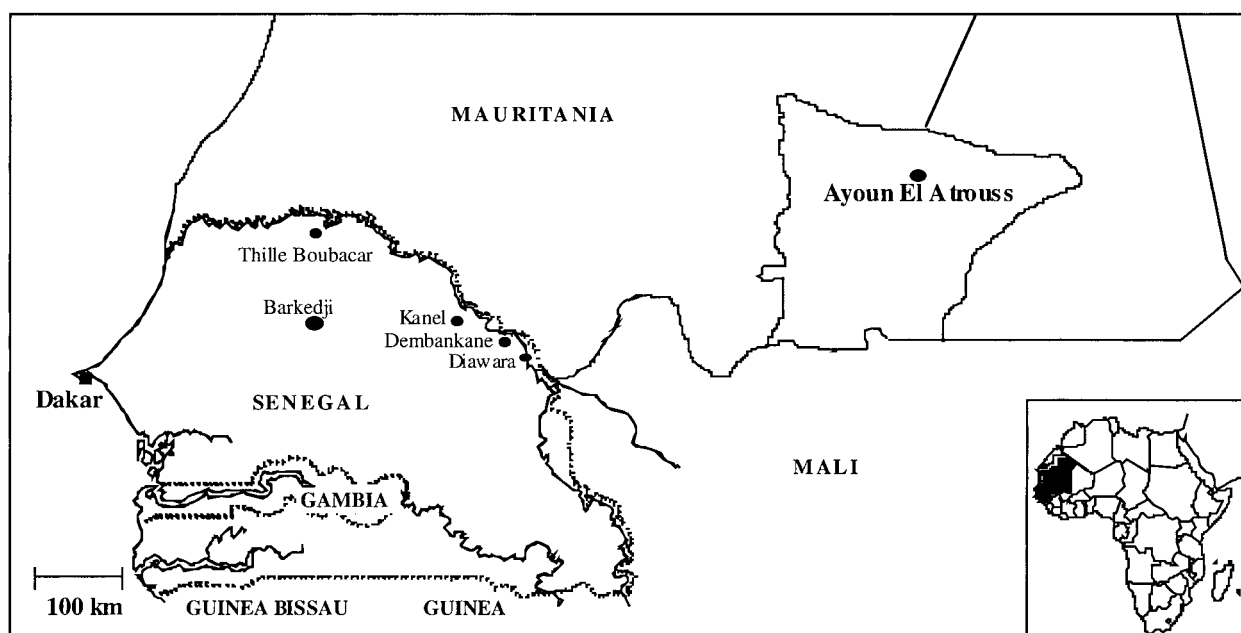 MAURITANIA
Ayoun El Atrouss
Thille Boubacar
Barkedji
Kanel
Dembankane
Diawara
Dakar
SENEGAL
MALI
GAMBIA
100 km
GUINEA BISSAU
GUINEA